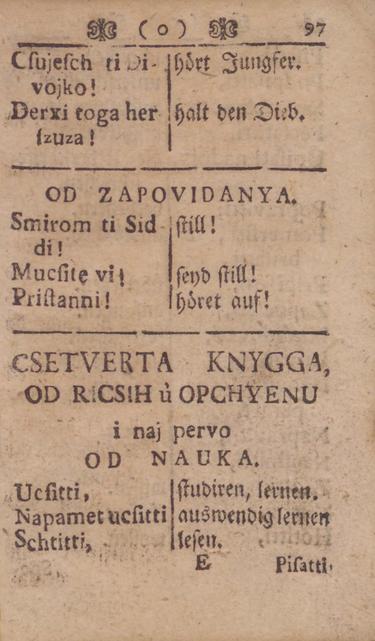 ( o ) 97
Csujesch ti Di- | hört Jungfer.
vojko!
Derxi toga her | halt den Dieb.
szuza!
OD ZAPOVIDANYA.
Smirom ti Sid | still!
di!
Mucsite vi! | seyd still!
Pristanni! | höret auf!
CSETVERTA KNYGGA,
OD RICSIH ù OPCHYENU
i naj pervo
OD NAUKA.
Ucsitti, | studiren, lernen.
Napamet ucsitti | auswendig lernen
Schtitti, | lesen.
E Pisatti